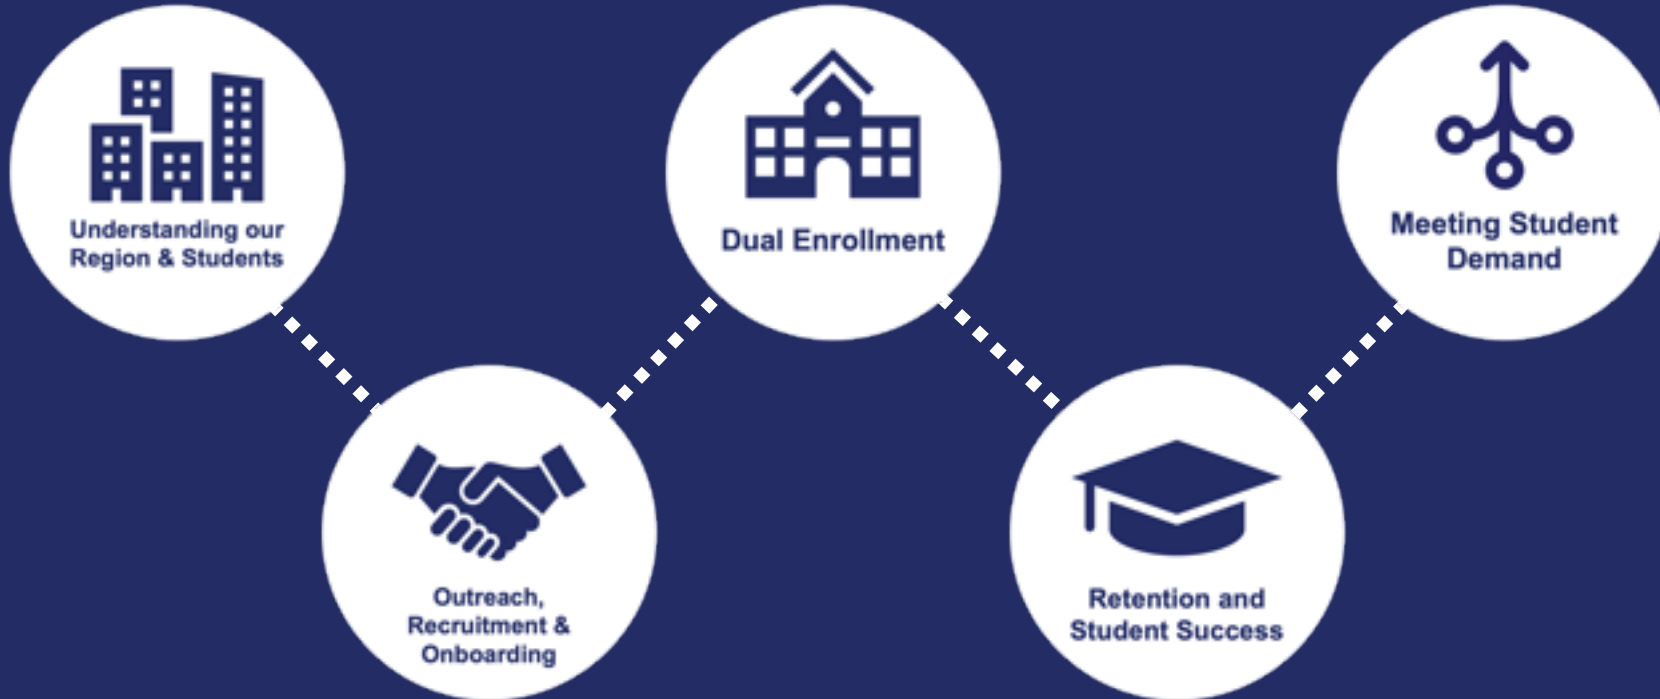 Understanding our
Region & Students
Outreach,
Recruitment &
Onboarding
Dual Enrollment
Retention and
Student Success
Meeting Student
Demand